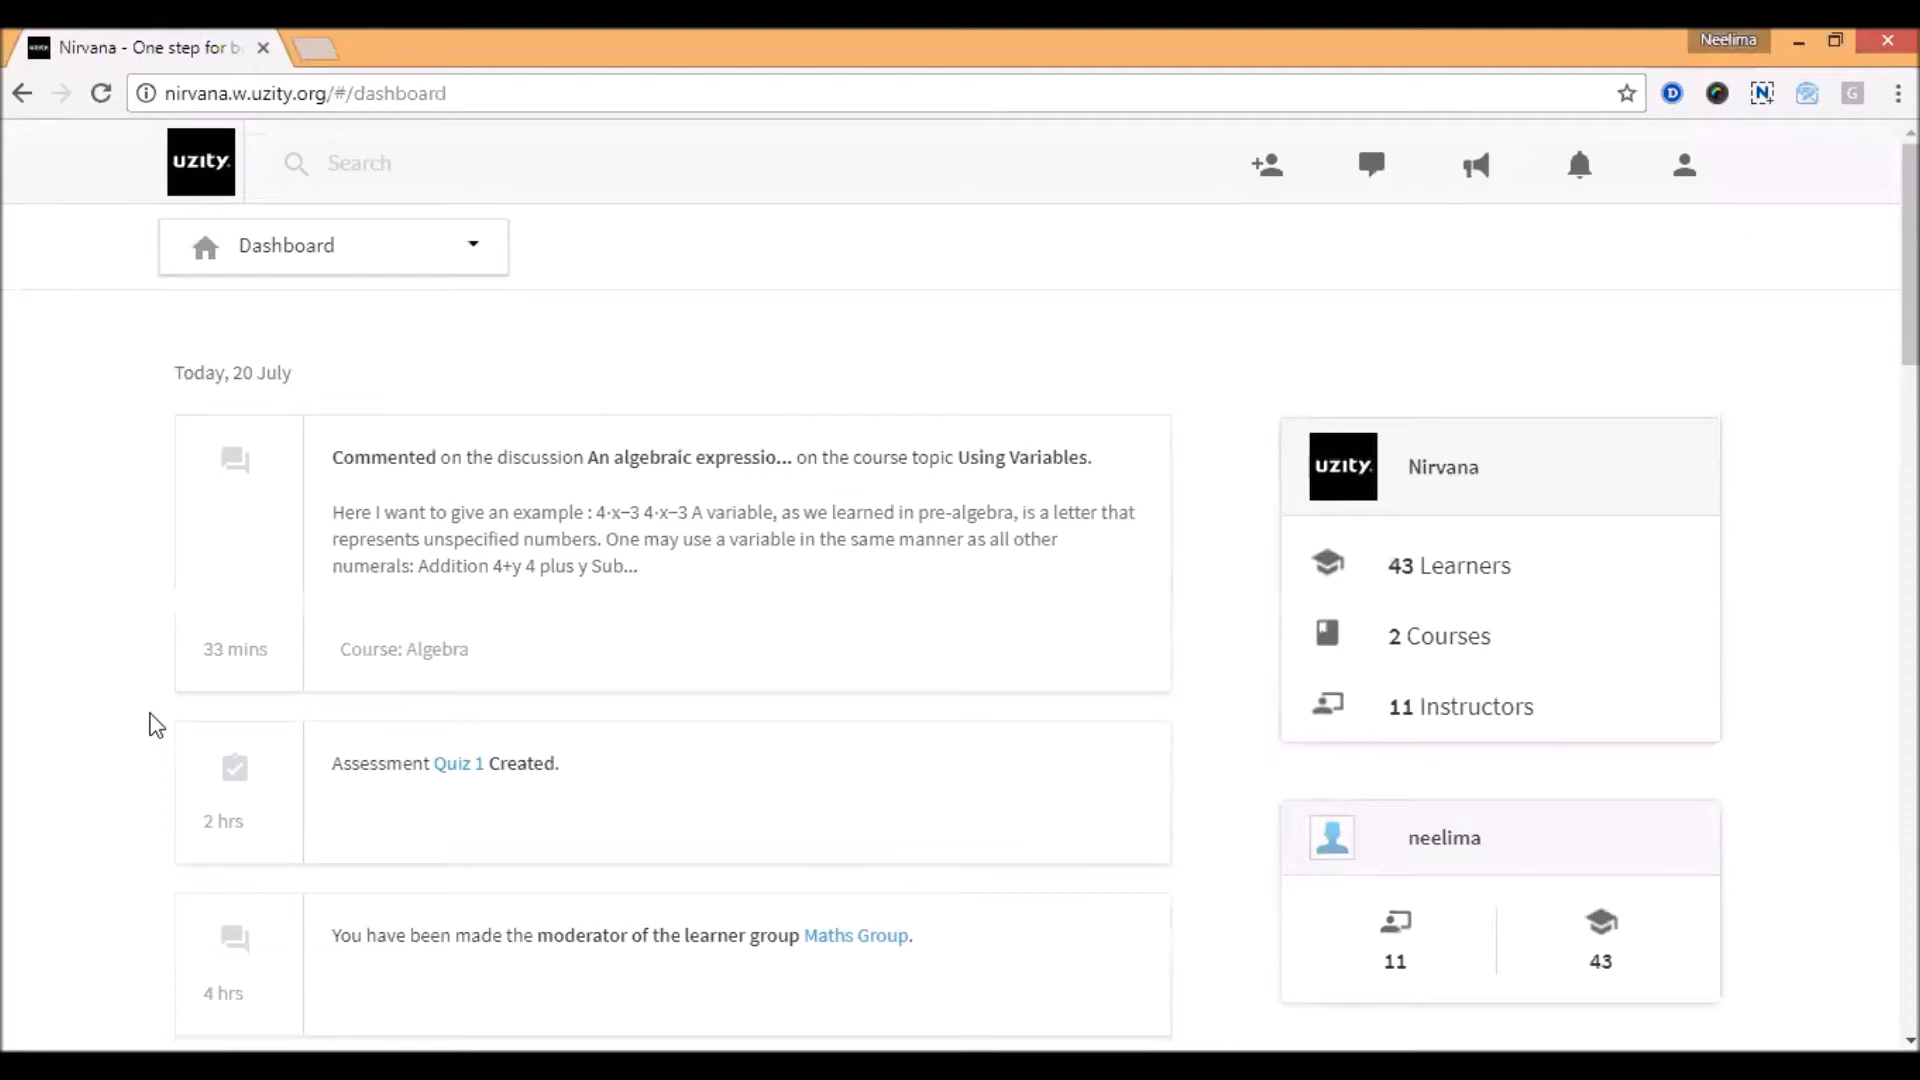 Nirvana - One step for b
Neelima
nirvana.w.uzity.org/#/dashboard
uzity.
Search
Dashboard
Today, 20 July
Commented on the discussion An algebraic expressio... on the course topic Using Variables.
Here I want to give an example : 4·x−3 4·x−3 A variable, as we learned in pre-algebra, is a letter that
represents unspecified numbers. One may use a variable in the same manner as all other
numerals: Addition 4+y 4 plus y Sub...
33 mins
Course: Algebra
Assessment Quiz 1 Created.
2 hrs
You have been made the moderator of the learner group Maths Group.
4 hrs
uzity.
Nirvana
43 Learners
2 Courses
11 Instructors
neelima
11
43